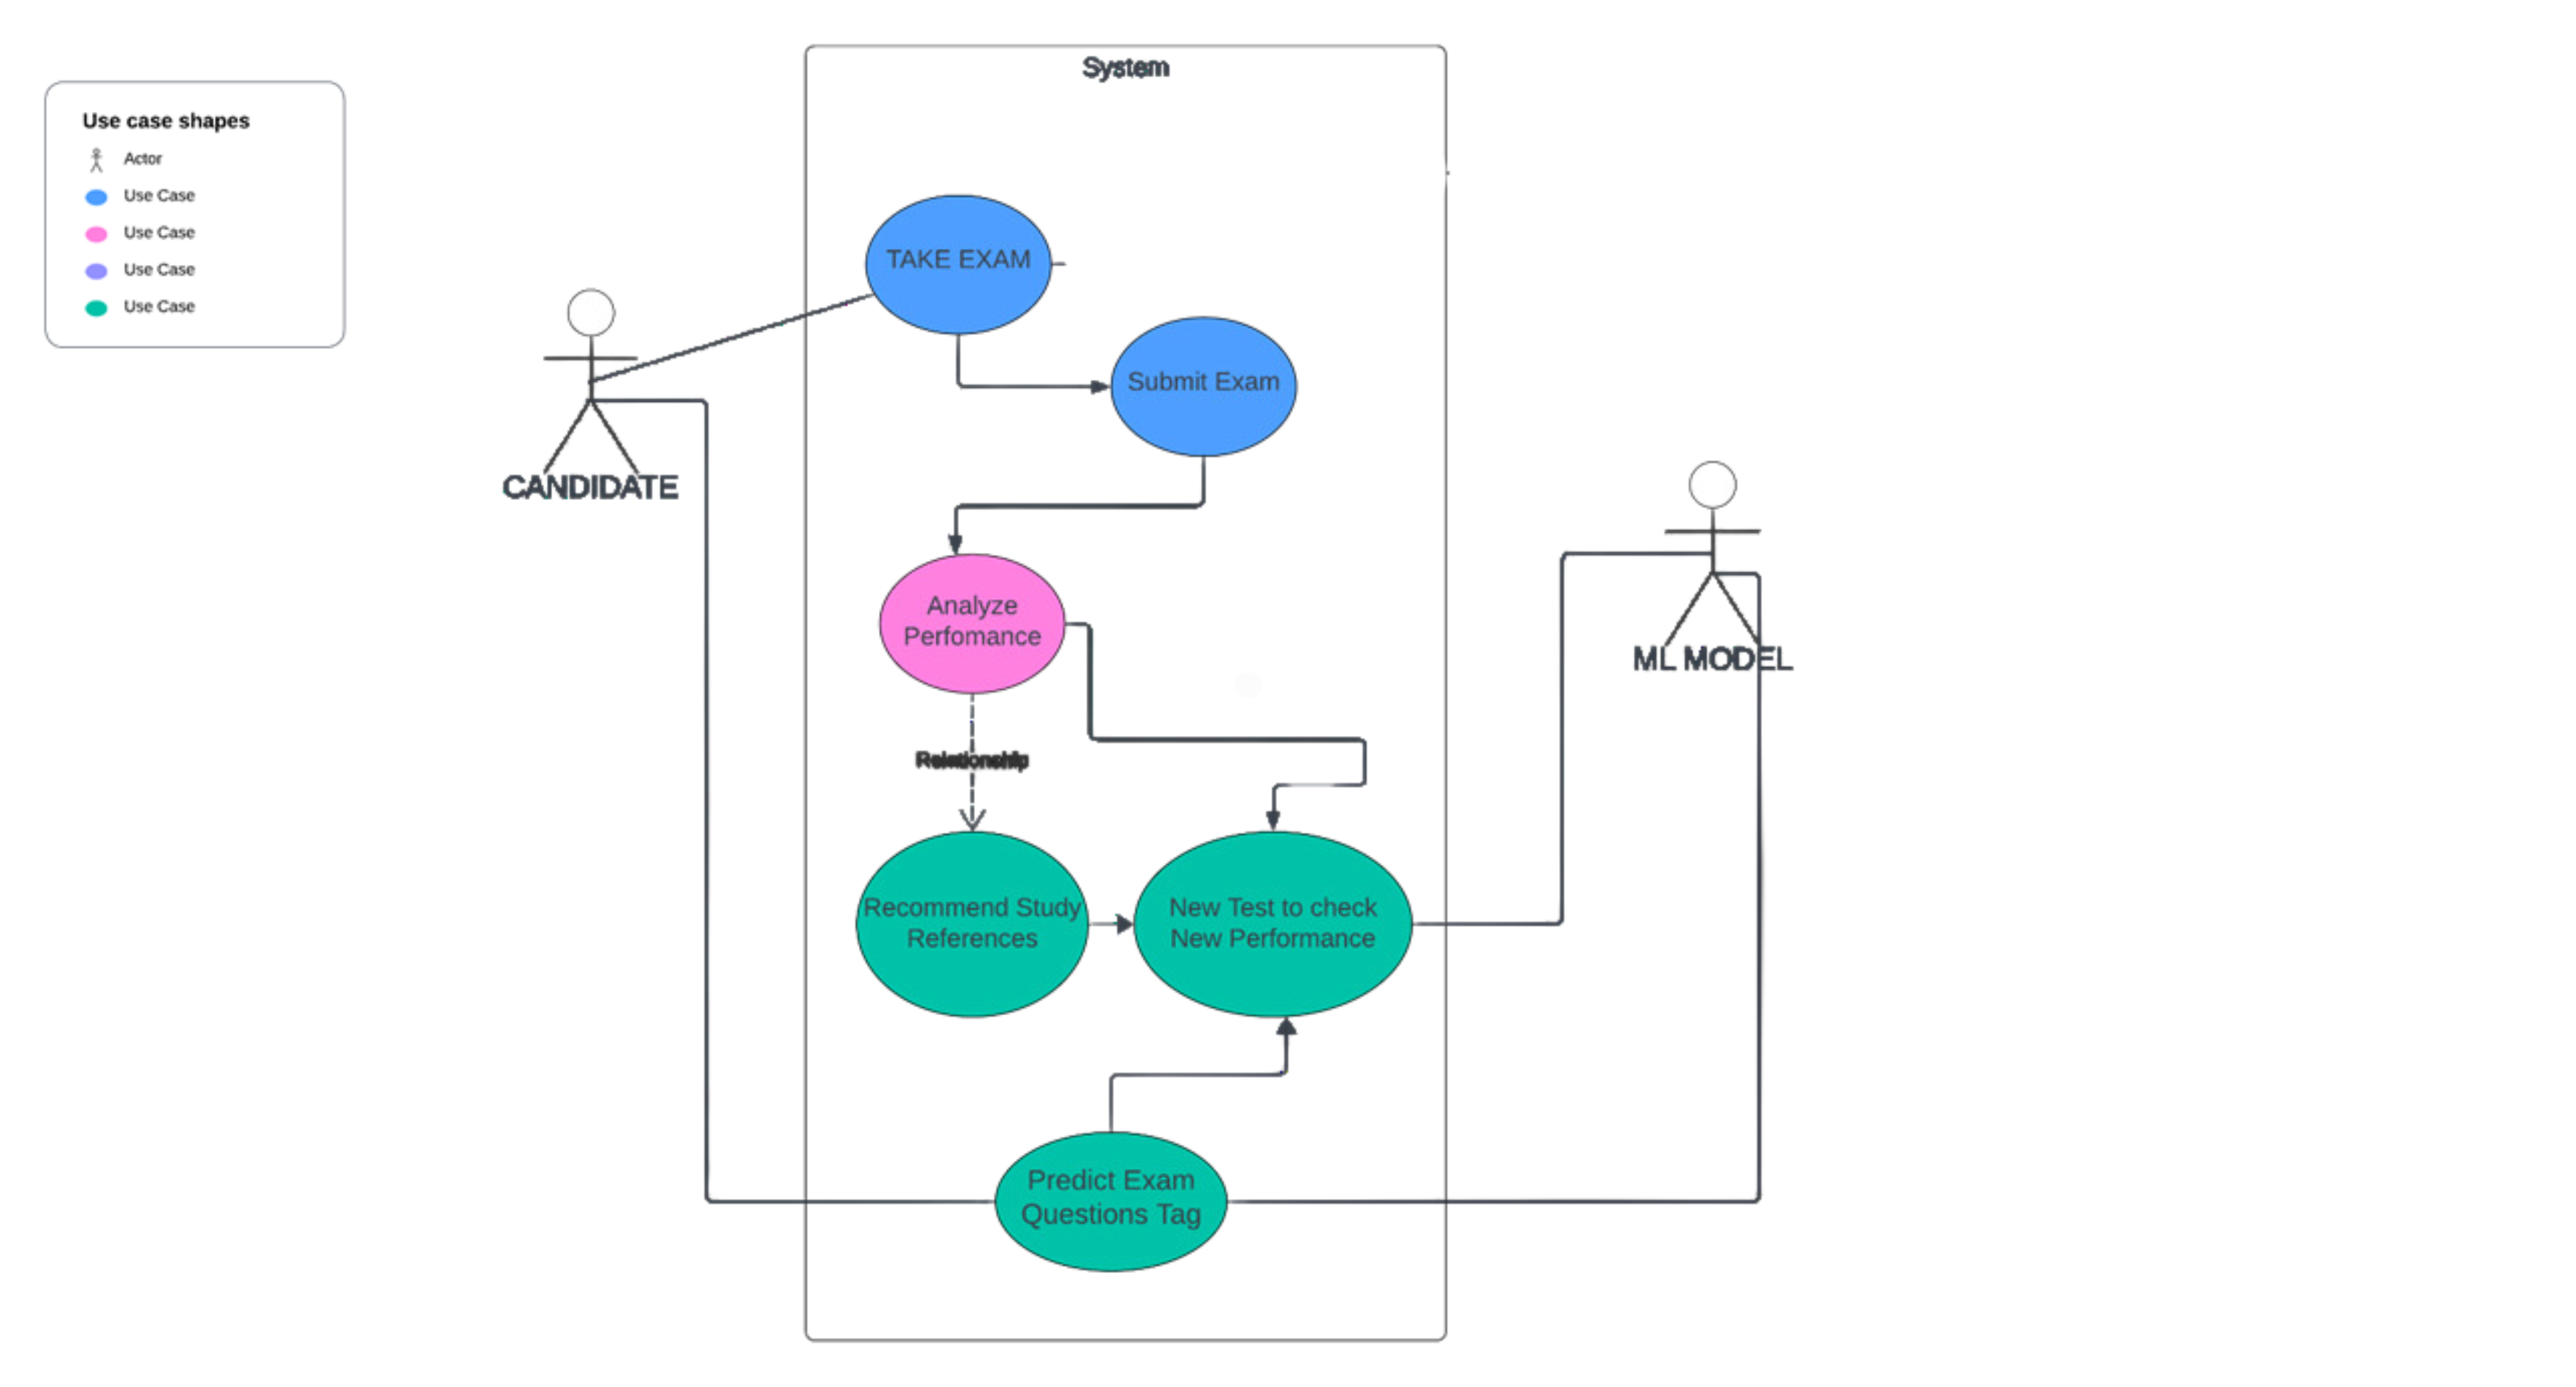 System
Use case shapes
Actor
Use Case
Use Case
Use Case
Use Case
TAKE EXAM
Submit Exam
CANDIDATE
Analyze
Perfomance
ML MODEL
Relationship
Recommend Study
References
New Test to check
New Performance
Predict Exam
Questions Tag